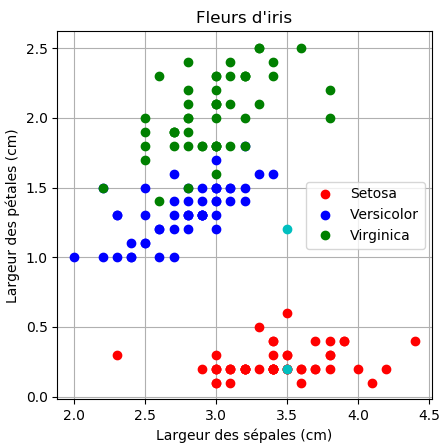 Fleurs d'iris
Largeur des pétales (cm)
2.5
2.0
1.5
1.0
0.5
0.0
Setosa
Versicolor
Virginica
2.0 2.5 3.0 3.5 4.0 4.5
Largeur des sépales (cm)